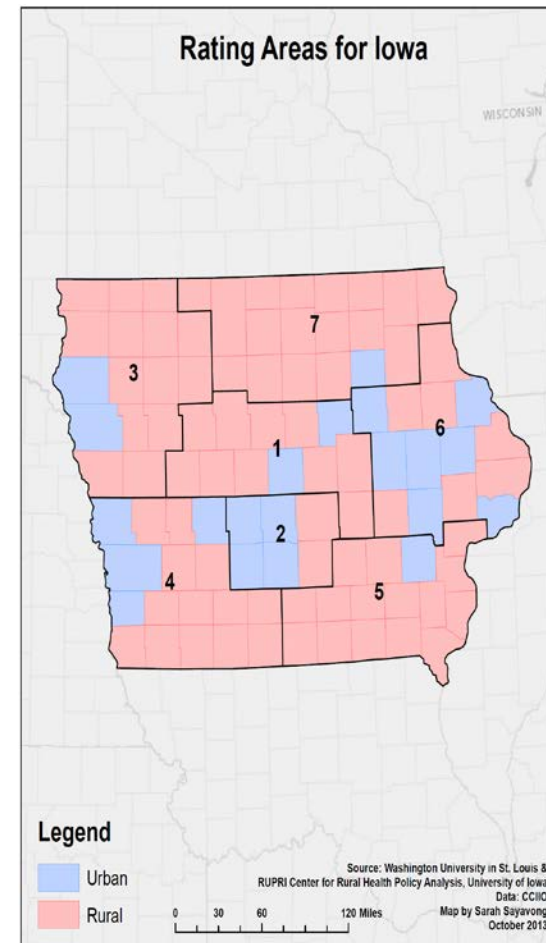 Rating Areas for Iowa
WISCONSIN
7
3
6
1
2
4
5
Legend
Urban
Rural
0 30 60 120 Miles
Source: Washington University in St. Louis &
RUPRI Center for Rural Health Policy Analysis, University of Iowa
Data: CCIIO
Map by Sarah Sayavong
October 2013